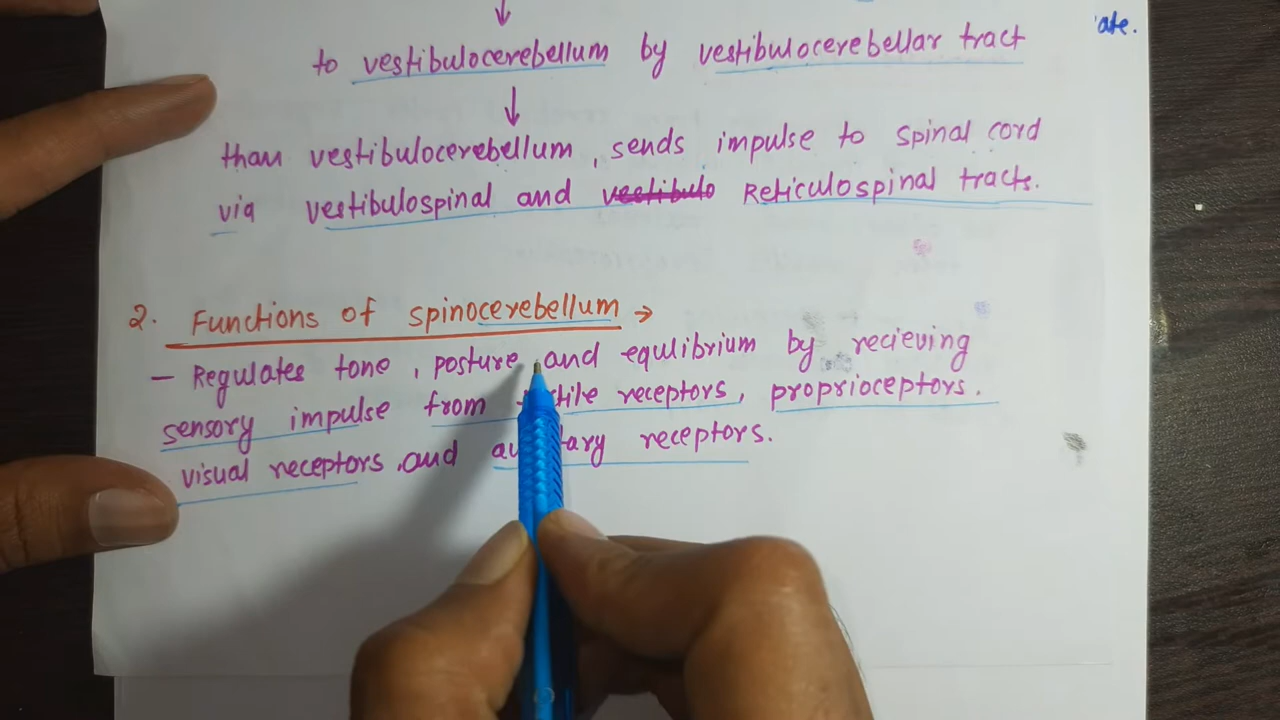 ate.
to vestibulocerebellum by vestibulocerebellar tract
than vestibulocerebellum, sends impulse to spinal cord
via vestibulospinal and vestibulo Reticulospinal tracts.
2. Functions of spinocerebellum →
- Regulates tone, posture and equlibrium by recieving
sensory impulse from receptors, proprioceptors.
visual receptors and receptors.